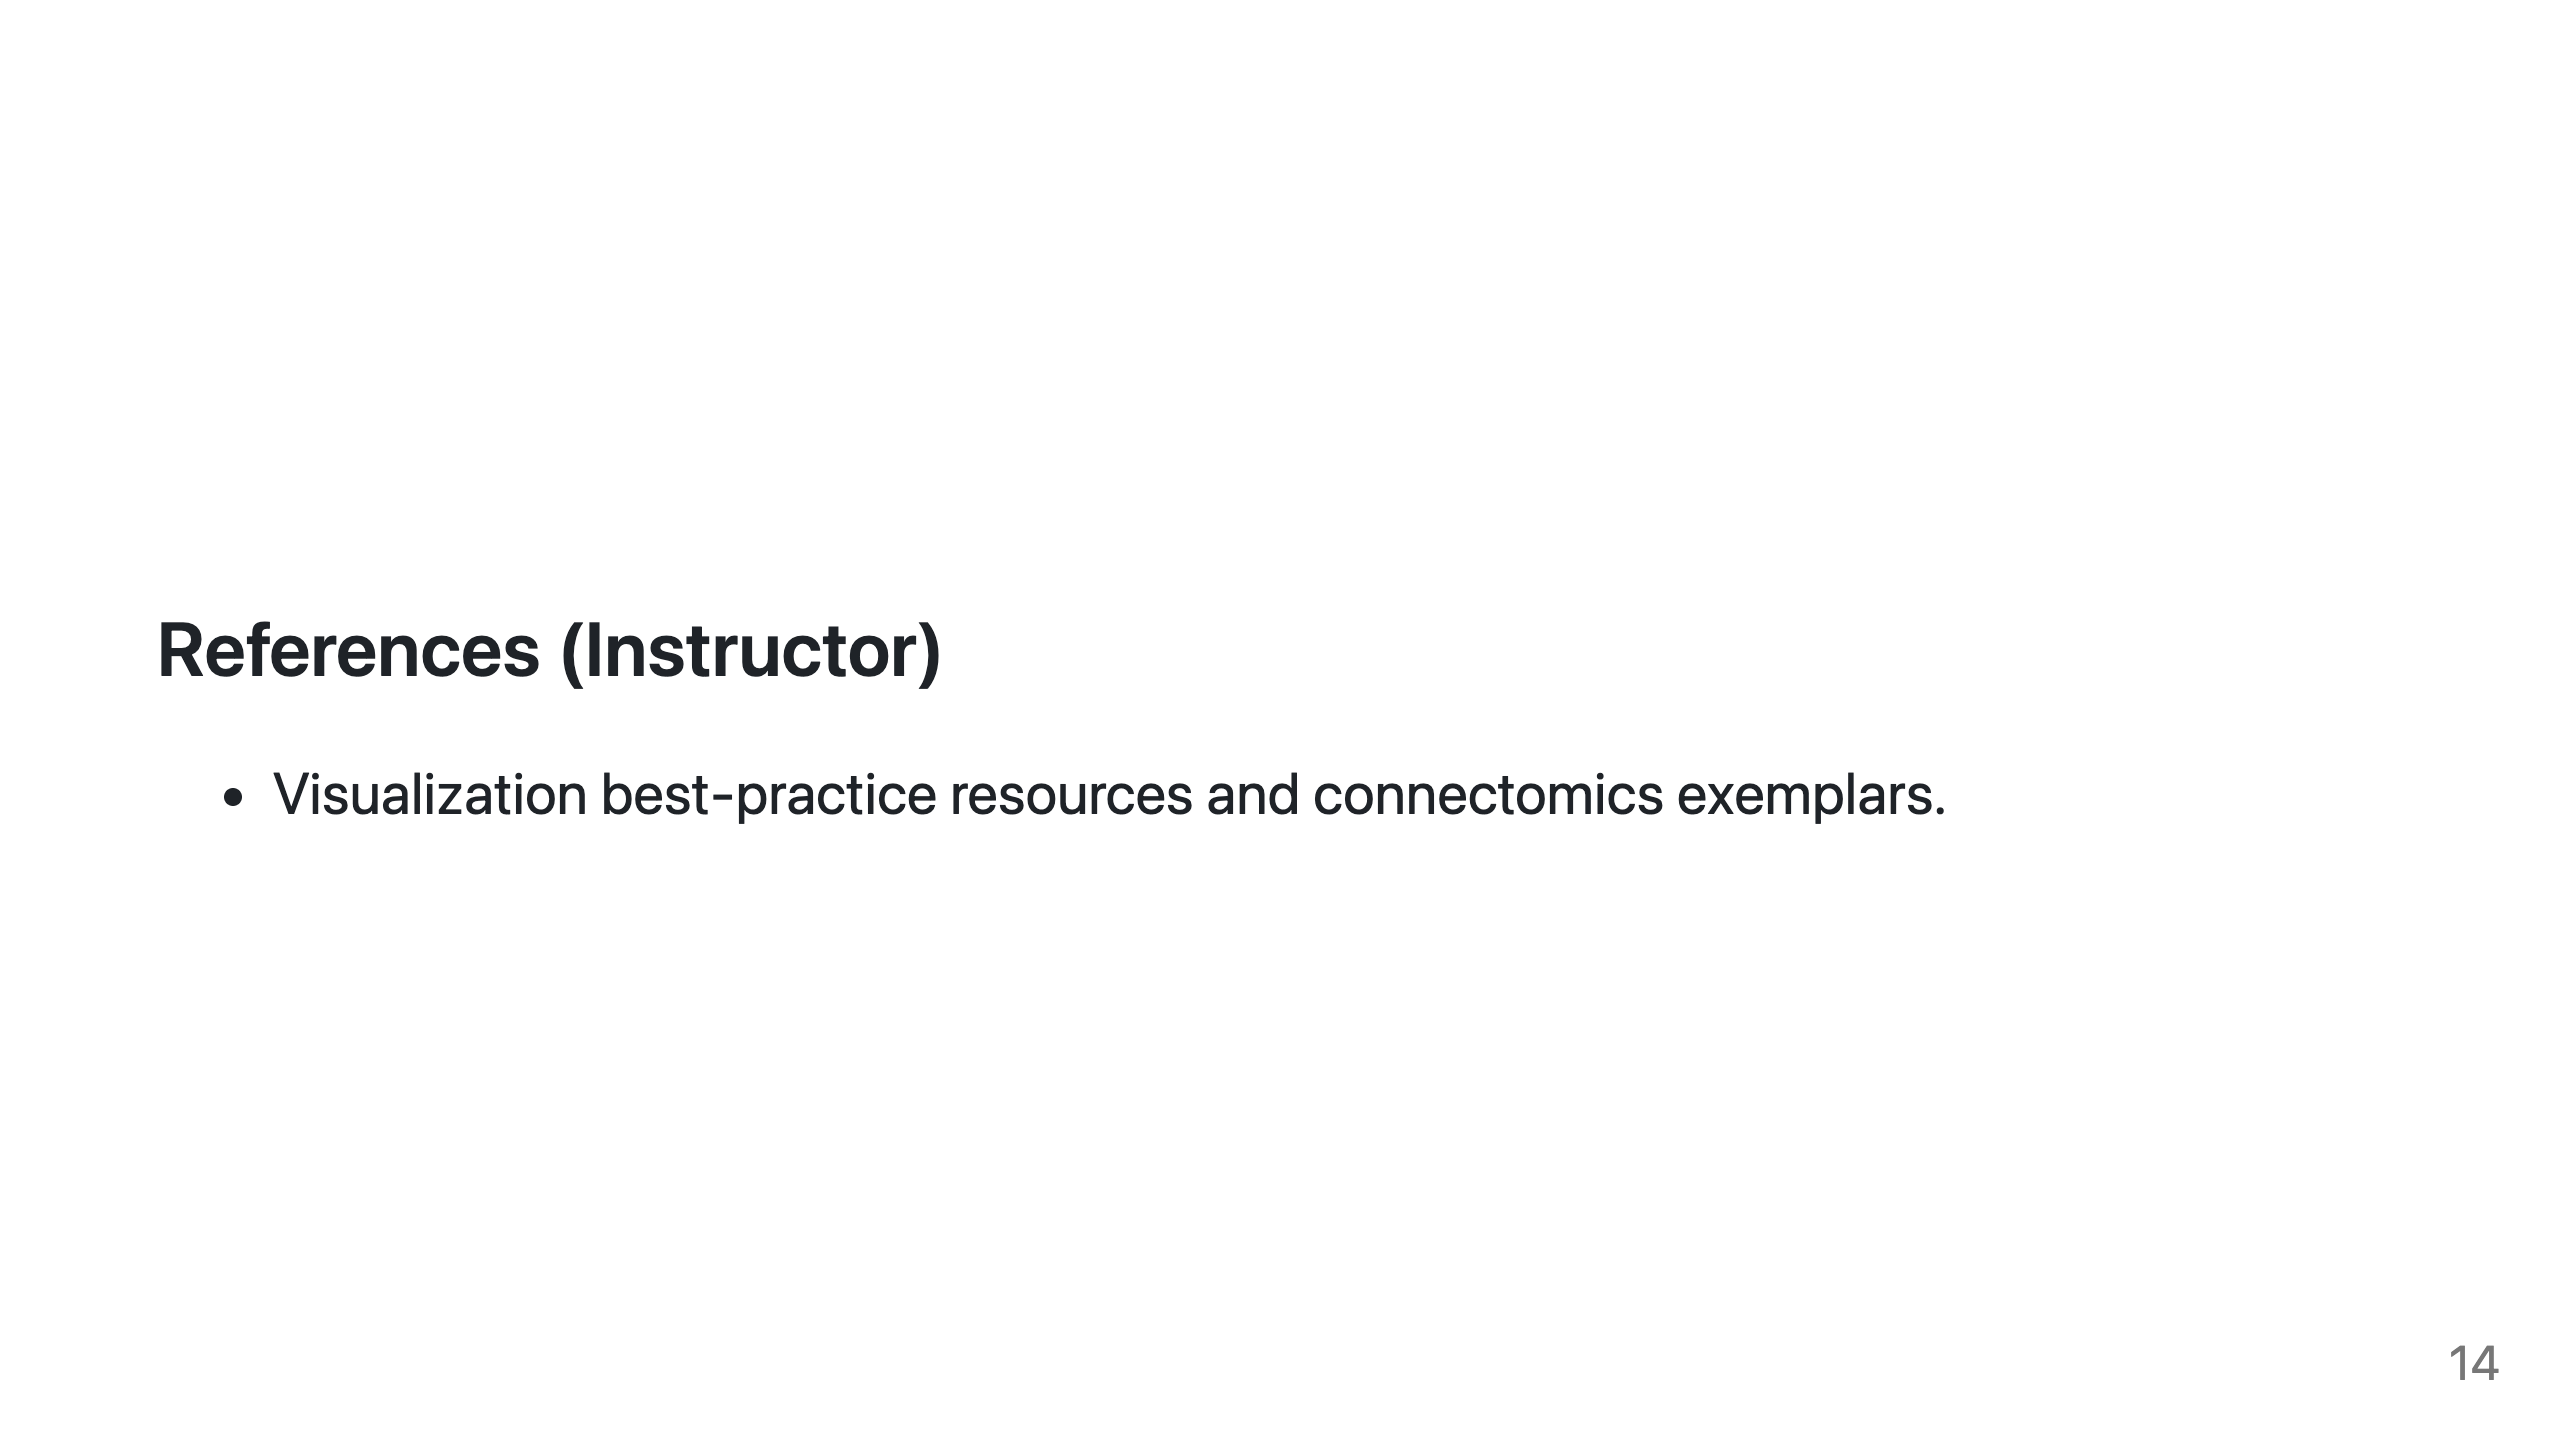 References (Instructor)
• Visualization best-practice resources and connectomics exemplars.
14